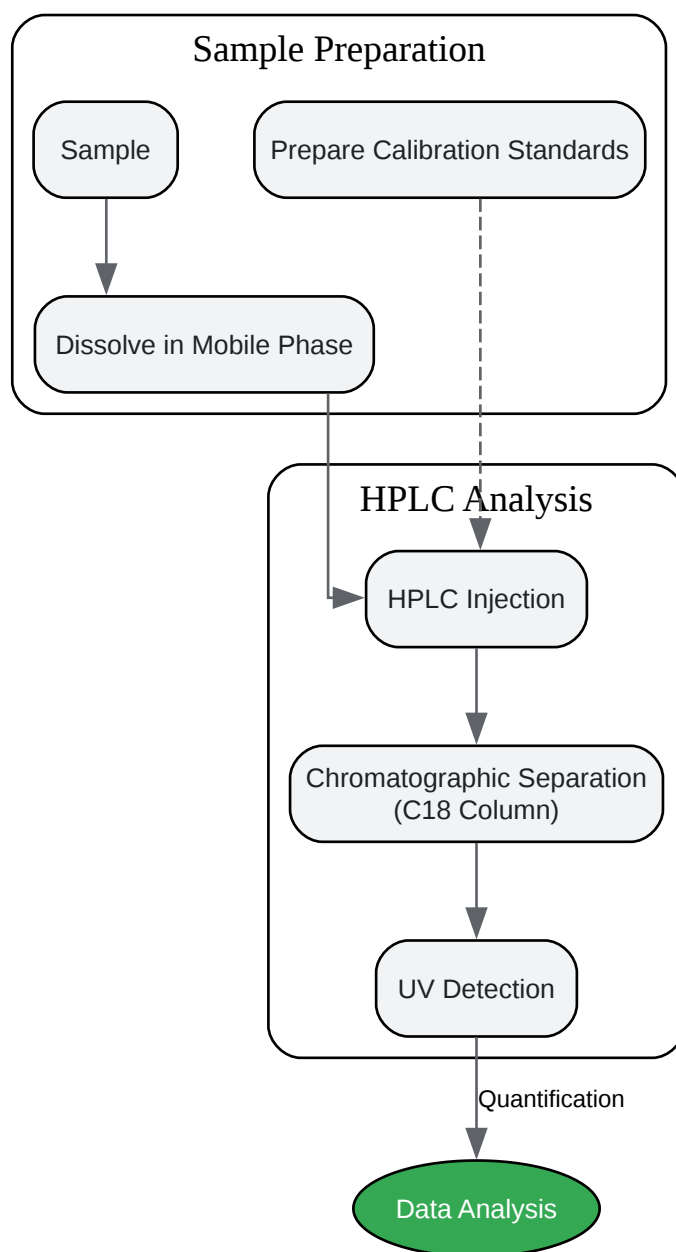 Sample Preparation
Sample
Prepare Calibration Standards
Dissolve in Mobile Phase
HPLC Analysis
HPLC Injection
Chromatographic Separation
(C18 Column)
UV Detection
Quantification
Data Analysis